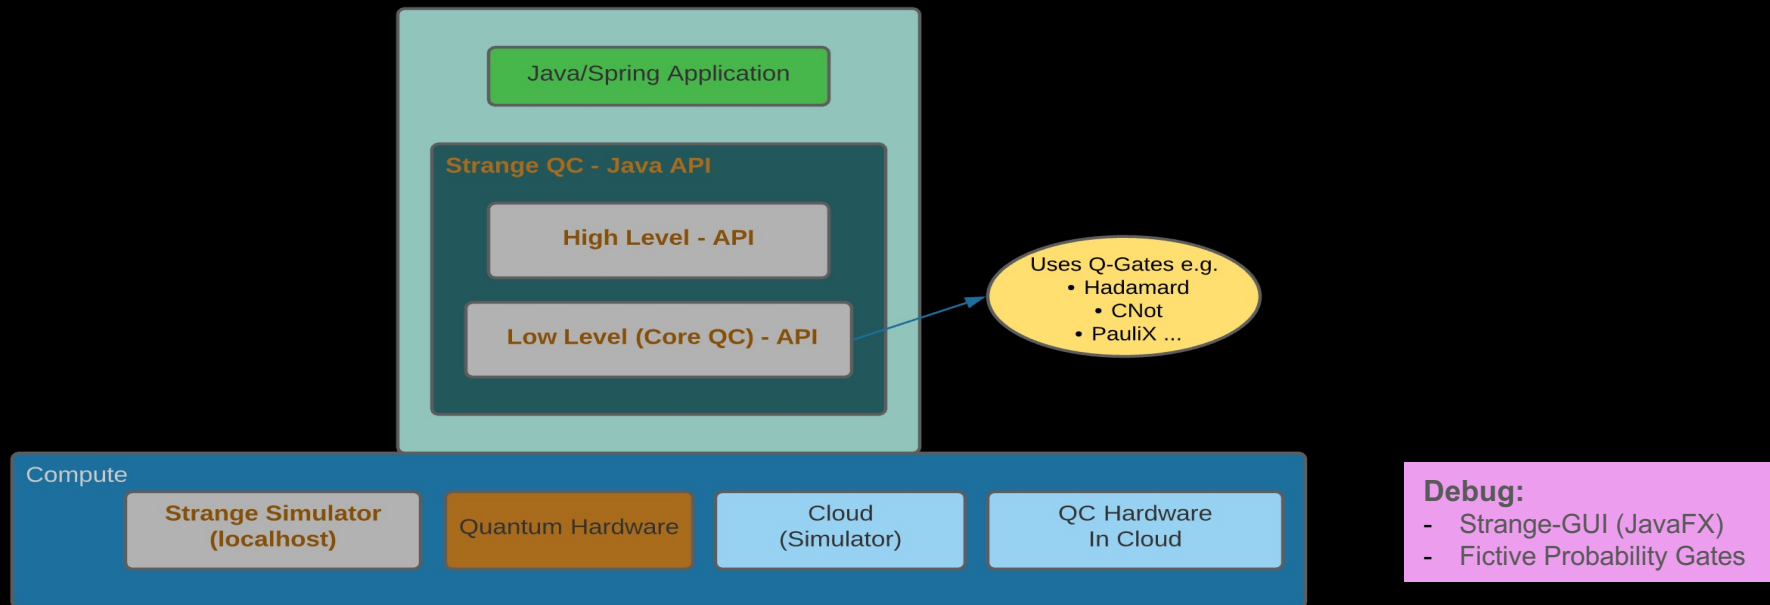 Java/Spring Application
Strange QC - Java API
High Level - API
Low Level (Core QC) - API
Uses Q-Gates e.g.
• Hadamard
• CNot
• PauliX ...
Compute
Strange Simulator
(localhost)
Quantum Hardware
Cloud
(Simulator)
QC Hardware
In Cloud
Debug:
- Strange-GUI (JavaFX)
- Fictive Probability Gates